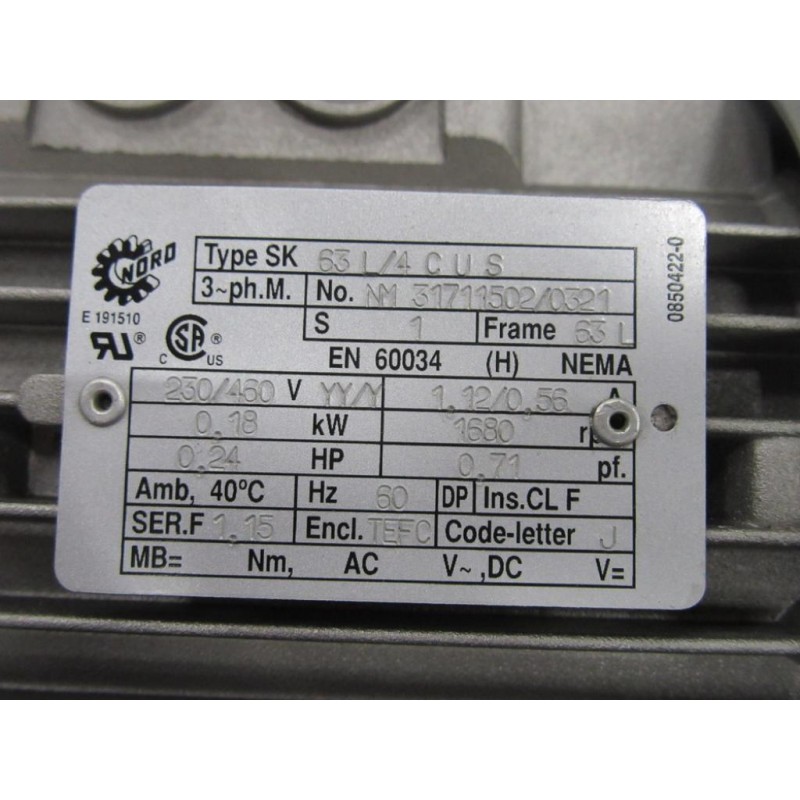 NORD
Type SK 63 L/4 C U S
3~ph.M. No. NM 31711502/0321
E 191510
S 1 Frame 63 L
C SA ® US
EN 60034 (H) NEMA
230/460 V YY/Y 1,12/0,56 A
0,18 kW 1680
0,24 HP 0,71 pf.
Amb, 40°C Hz 60 DP Ins.CL F
SER.F 1,15 Encl. TEFC Code-letter J
MB= Nm, AC V~ ,DC V=
0850422-0